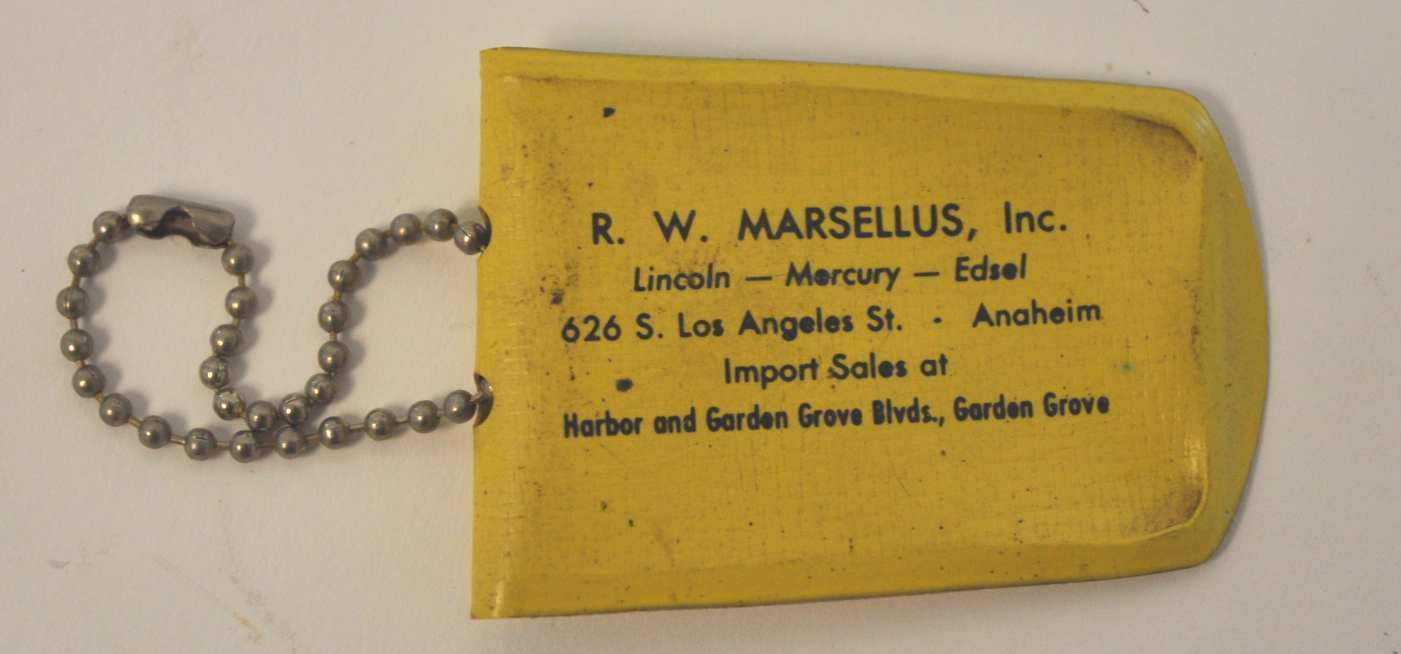 R. W. MARSELLUS, Inc.
Lincoln — Mercury — Edsel
626 S. Los Angeles St. - Anaheim
Import Sales at
Harbor and Garden Grove Blvds., Garden Grove